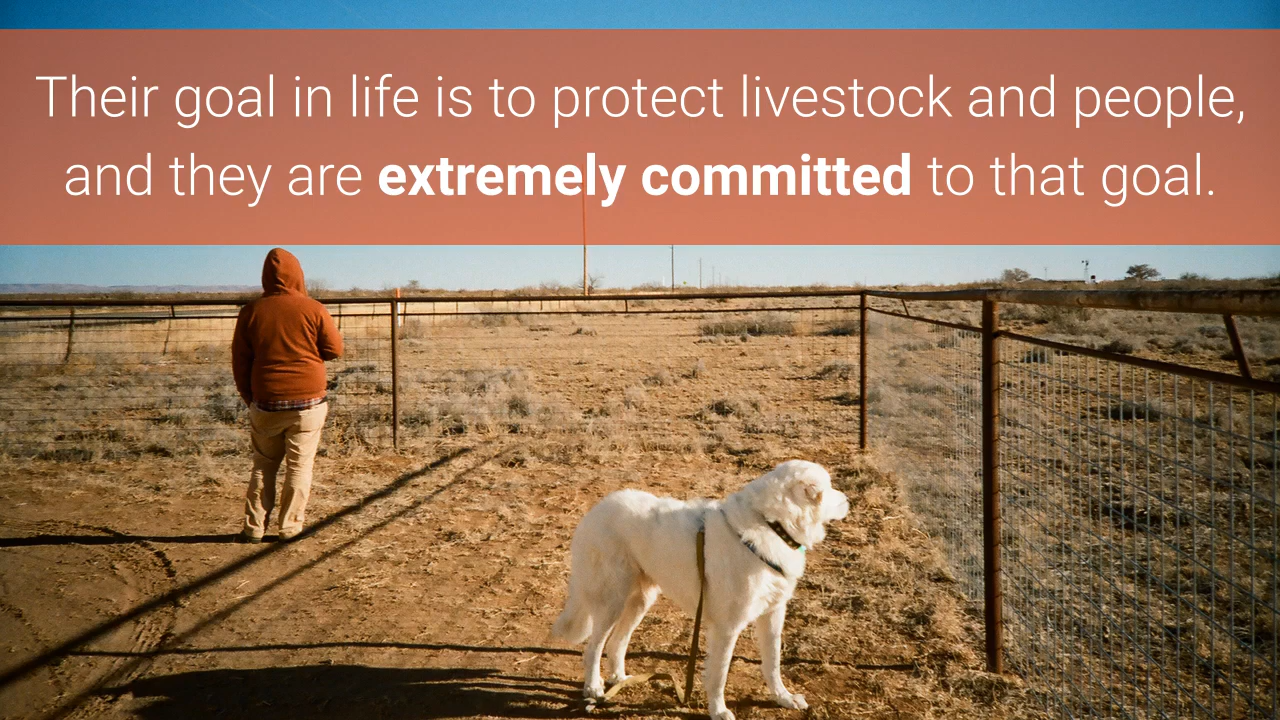 Their goal in life is to protect livestock and people,
and they are extremely committed to that goal.